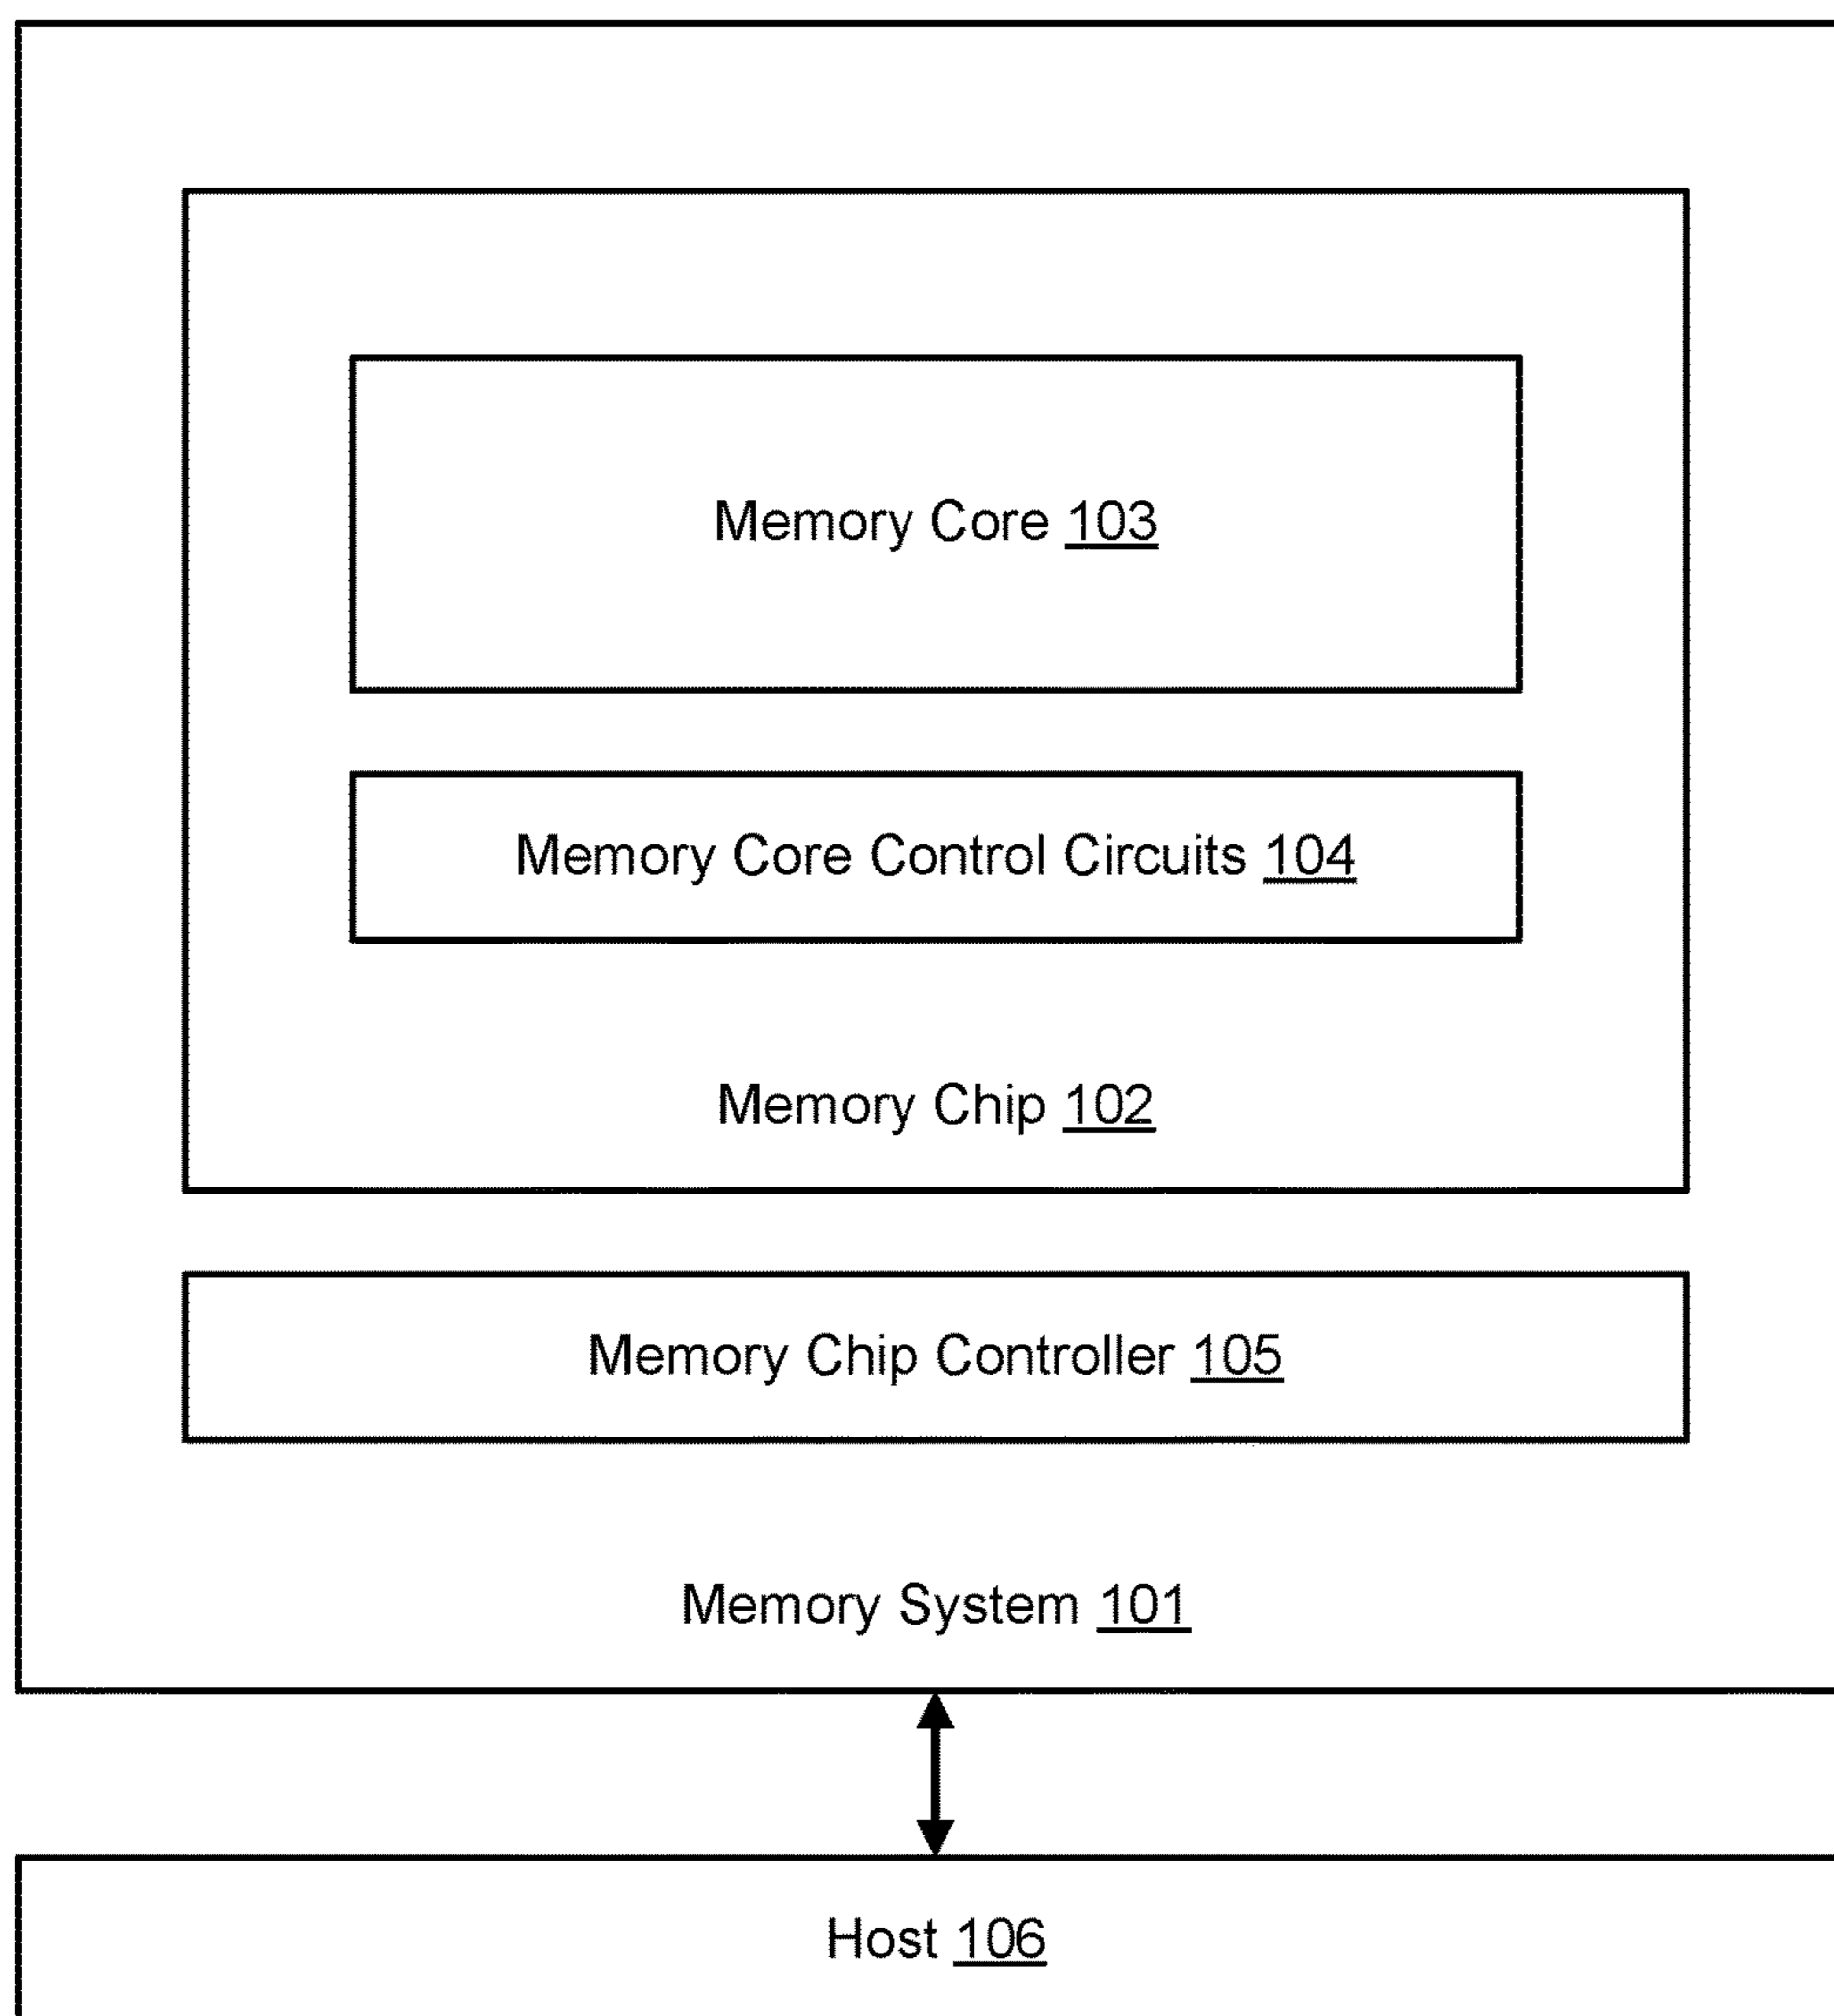 Memory Core 103
Memory Core Control Circuits 104
Memory Chip 102
Memory Chip Controller 105
Memory System 101
Host 106